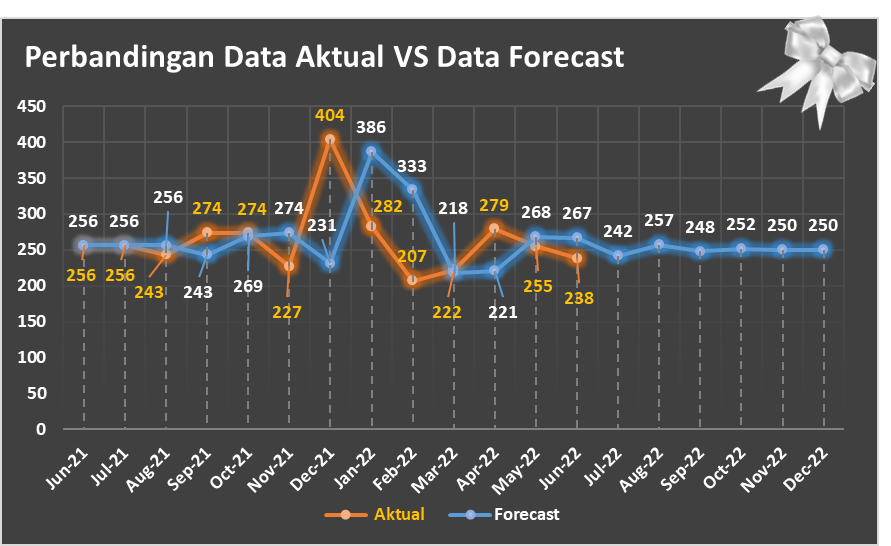 Perbandingan Data Aktual VS Data Forecast
450
400
350
300
250
200
150
100
50
0
404
386
333
256 256 256 274 274 274 231 282 218 279 268 267 242 257 248 252 250 250
207
256 256 243 243 269 227 222 221 255 238
Jun-21 Jul-21 Aug-21 Sep-21 Oct-21 Nov-21 Dec-21 Jan-22 Feb-22 Mar-22 Apr-22 May-22 Jun-22 Jul-22 Aug-22 Sep-22 Oct-22 Nov-22 Dec-22
Aktual Forecast